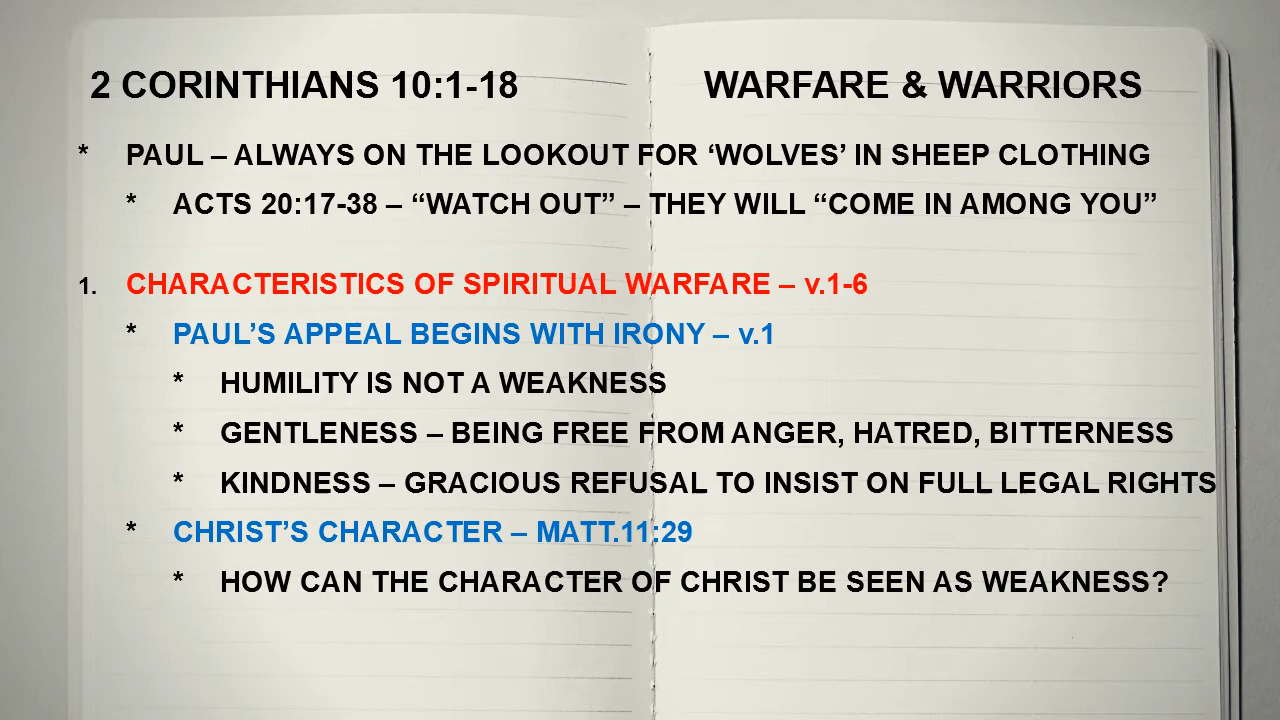 2 CORINTHIANS 10:1-18 WARFARE & WARRIORS
* PAUL – ALWAYS ON THE LOOKOUT FOR ‘WOLVES’ IN SHEEP CLOTHING
* ACTS 20:17-38 – “WATCH OUT” – THEY WILL “COME IN AMONG YOU”
1. CHARACTERISTICS OF SPIRITUAL WARFARE – v.1-6
* PAUL’S APPEAL BEGINS WITH IRONY – v.1
* HUMILITY IS NOT A WEAKNESS
* GENTLENESS – BEING FREE FROM ANGER, HATRED, BITTERNESS
* KINDNESS – GRACIOUS REFUSAL TO INSIST ON FULL LEGAL RIGHTS
* CHRIST’S CHARACTER – MATT.11:29
* HOW CAN THE CHARACTER OF CHRIST BE SEEN AS WEAKNESS?